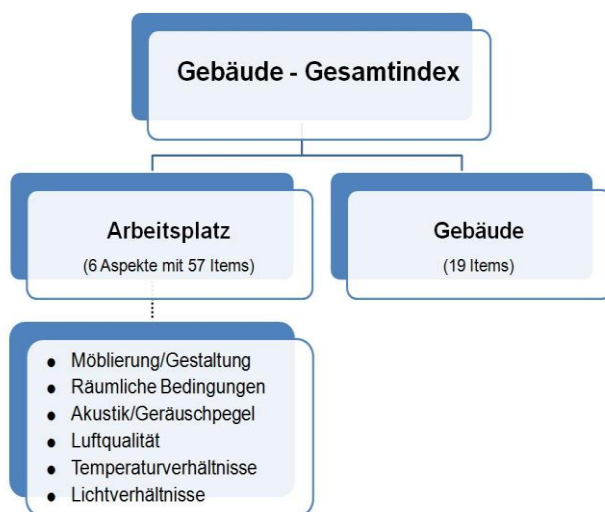 Gebäude - Gesamtindex
Arbeitsplatz
(6 Aspekte mit 57 Items)
Gebäude
(19 Items)
● Möblierung/Gestaltung
● Räumliche Bedingungen
● Akustik/Geräuschpegel
● Luftqualität
● Temperaturverhältnisse
● Lichtverhältnisse